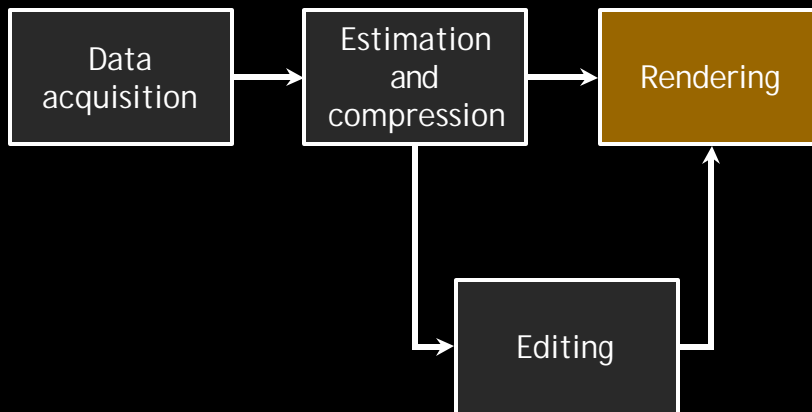 Data
acquisition
Estimation
and
compression
Rendering
Editing